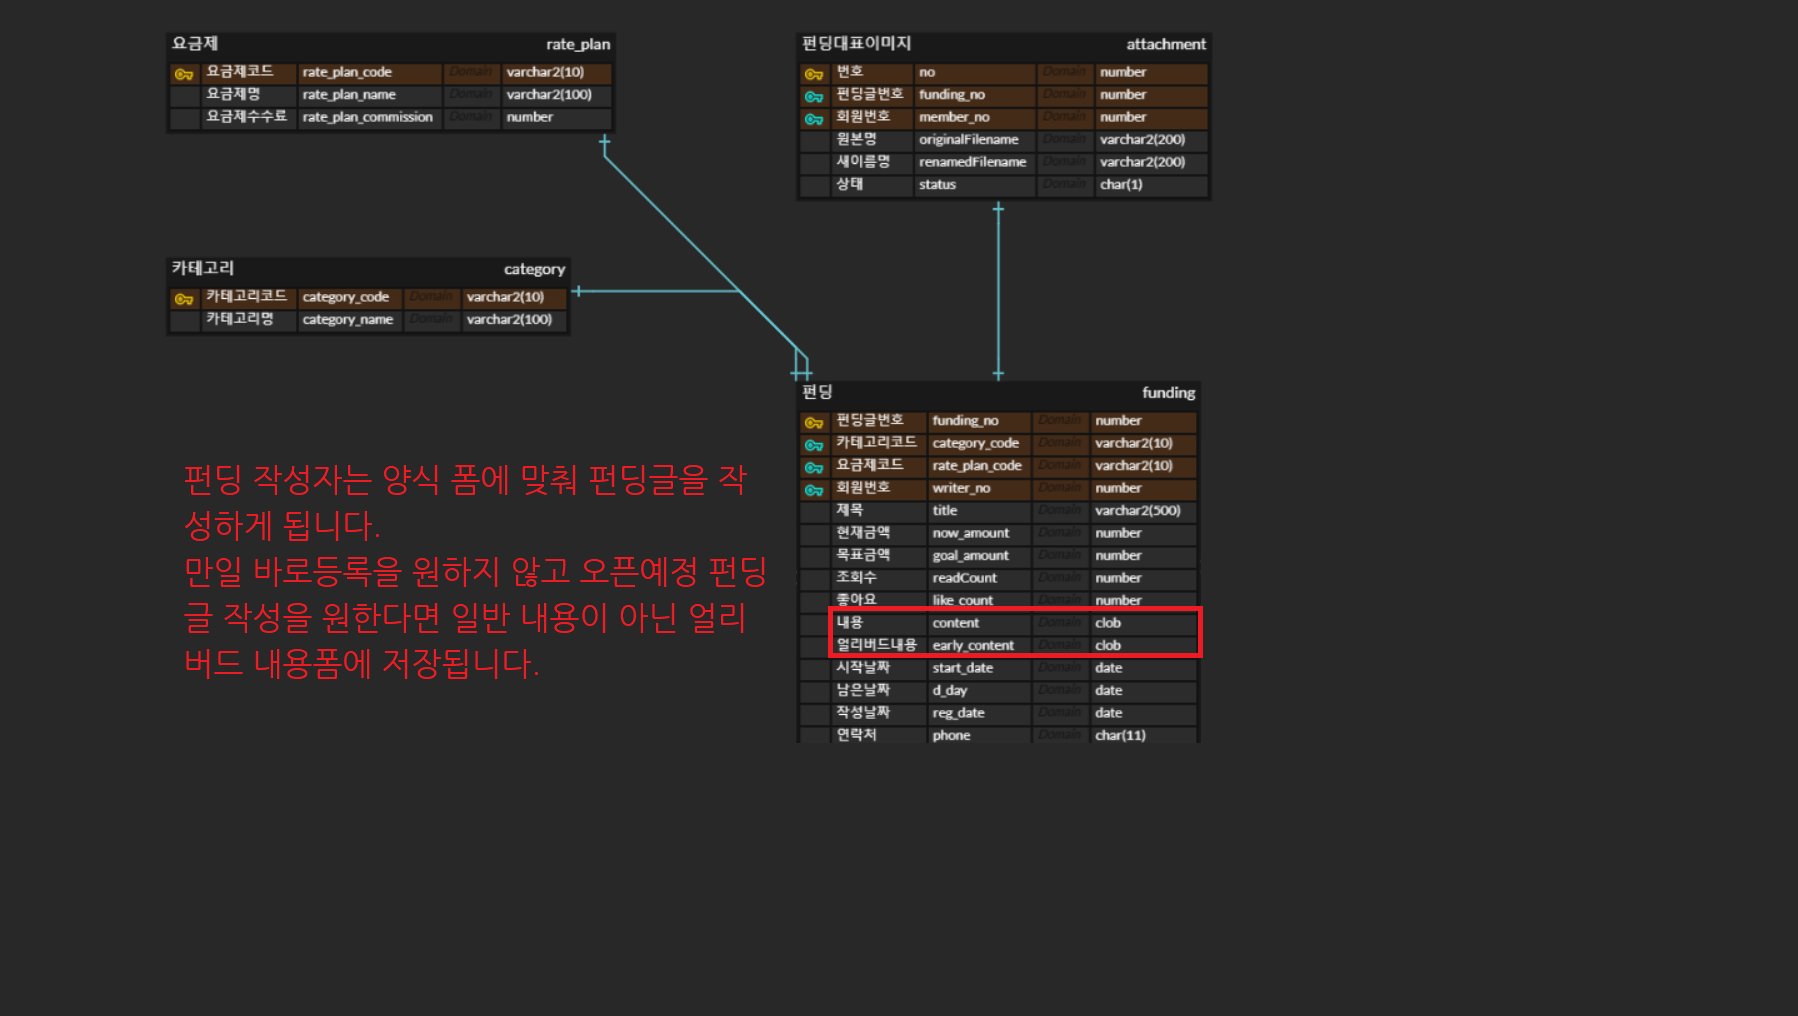 요금제 rate_plan
요금제코드 rate_plan_code Domain varchar2(10)
요금제명 rate_plan_name Domain varchar2(100)
요금제수수료 rate_plan_commission Domain number
펀딩대표이미지 attachment
번호 no Domain number
펀딩글번호 funding_no Domain number
회원번호 member_no Domain number
원본명 originalFilename Domain varchar2(200)
새이름명 renamedFilename Domain varchar2(200)
상태 status Domain char(1)
카테고리 category
카테고리코드 category_code Domain varchar2(10)
카테고리명 category_name Domain varchar2(100)
펀딩 funding
펀딩글번호 funding_no Domain number
카테고리코드 category_code Domain varchar2(10)
요금제코드 rate_plan_code Domain varchar2(10)
회원번호 writer_no Domain number
제목 title Domain varchar2(500)
현재금액 now_amount Domain number
목표금액 goal_amount Domain number
조회수 readCount Domain number
좋아요 like_count Domain number
내용 content Domain clob
얼리버드내용 early_content Domain clob
시작날짜 start_date Domain date
남은날짜 d_day Domain date
작성날짜 reg_date Domain date
연락처 phone Domain char(11)
펀딩 작성자는 양식 폼에 맞춰 펀딩글을 작
성하게 됩니다.
만일 바로등록을 원하지 않고 오픈예정 펀딩
글 작성을 원한다면 일반 내용이 아닌 얼리
버드 내용폼에 저장됩니다.